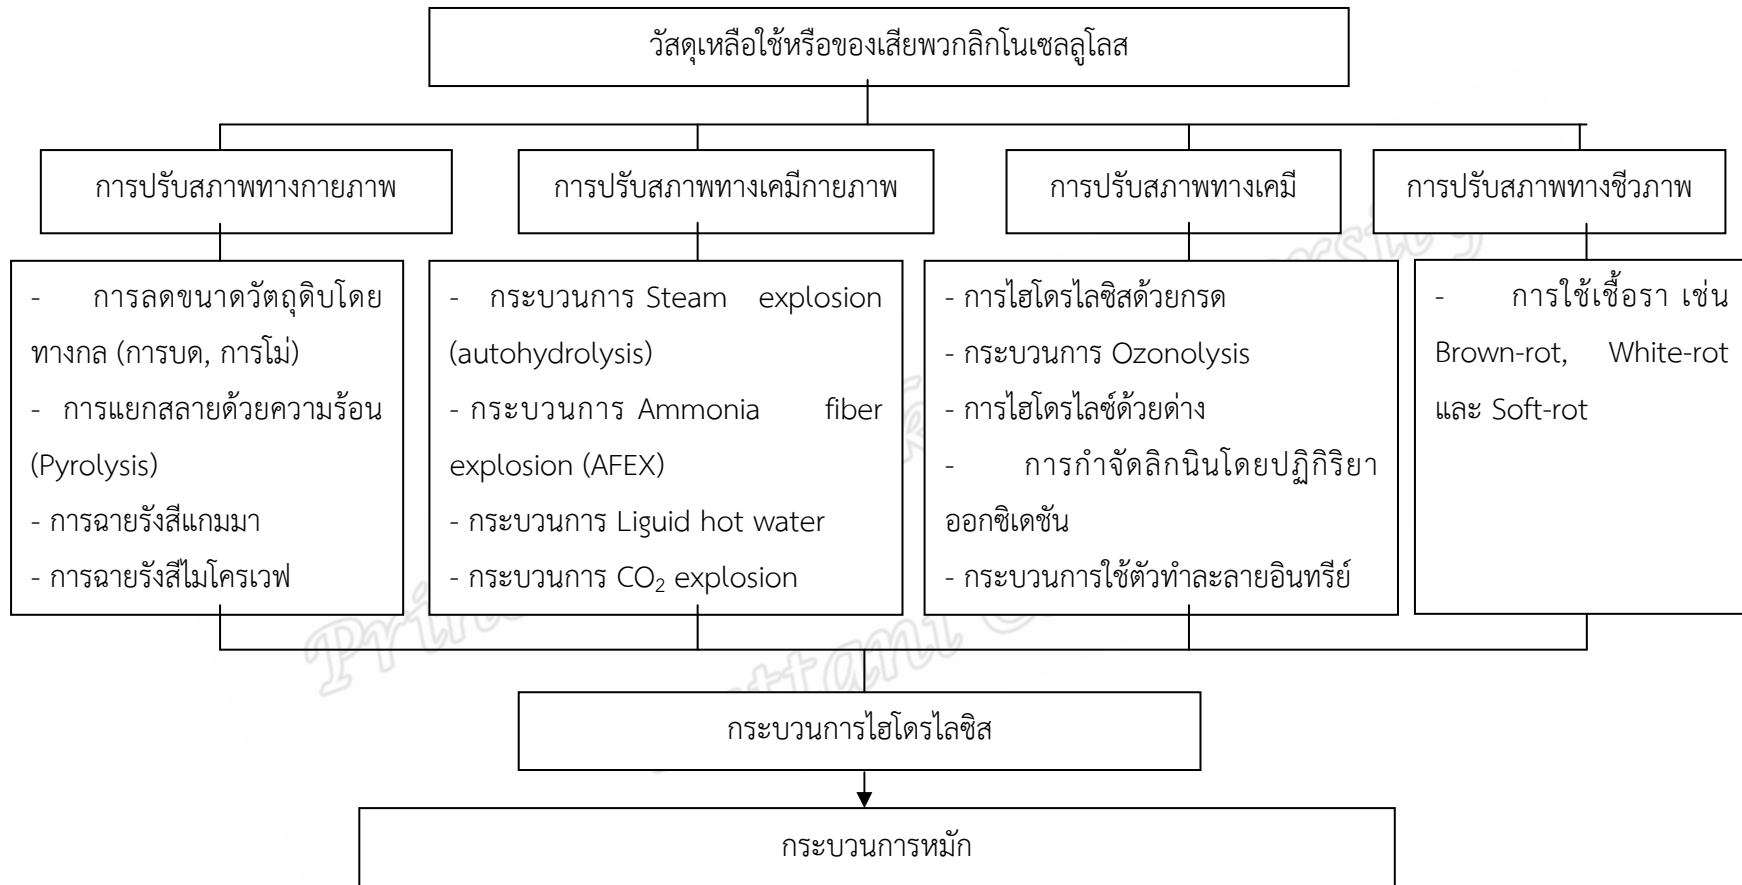 วัสดุเหลือใช้หรือของเสียพวกลิกโนเซลลูโลส
การปรับสภาพทางกายภาพ
การปรับสภาพทางเคมีกายภาพ
การปรับสภาพทางเคมี
การปรับสภาพทางชีวภาพ
- การลดขนาดวัตถุดิบโดย
ทางกล (การบด, การโม่)
- การแยกสลายด้วยความร้อน
(Pyrolysis)
- การฉายรังสีแกมมา
- การฉายรังสีไมโครเวฟ
- กระบวนการ Steam explosion
(autohydrolysis)
- กระบวนการ Ammonia fiber
explosion (AFEX)
- กระบวนการ Liguid hot water
- กระบวนการ CO₂ explosion
- การไฮโดรไลซิสด้วยกรด
- กระบวนการ Ozonolysis
- การไฮโดรไลซ์ด้วยด่าง
- การกำจัดลิกนินโดยปฏิกิริยา
ออกซิเดชัน
- กระบวนการใช้ตัวทำละลายอินทรีย์
- การใช้เชื้อรา เช่น
Brown-rot, White-rot
และ Soft-rot
กระบวนการไฮโดรไลซิส
กระบวนการหมัก